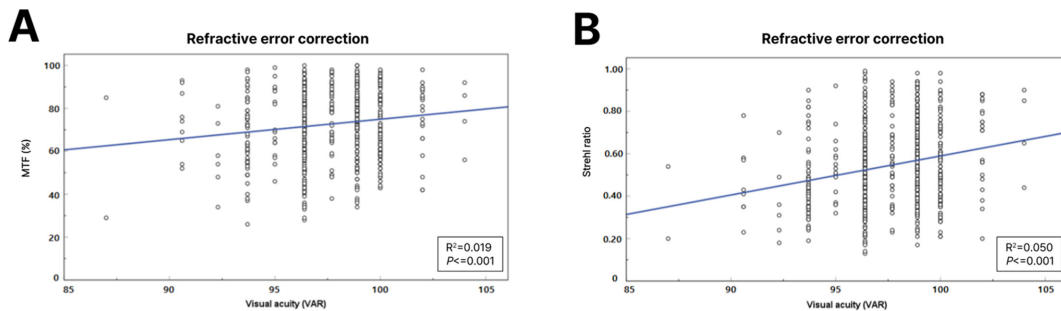 A
Refractive error correction
MTF (%)
100
80
60
40
20
0
85
90
95
100
105
Visual acuity (VAR)
R²=0.019
P<=0.001
B
Refractive error correction
Strehl ratio
1.00
0.80
0.60
0.40
0.20
0
85
90
95
100
105
Visual acuity (VAR)
R²=0.050
P<=0.001